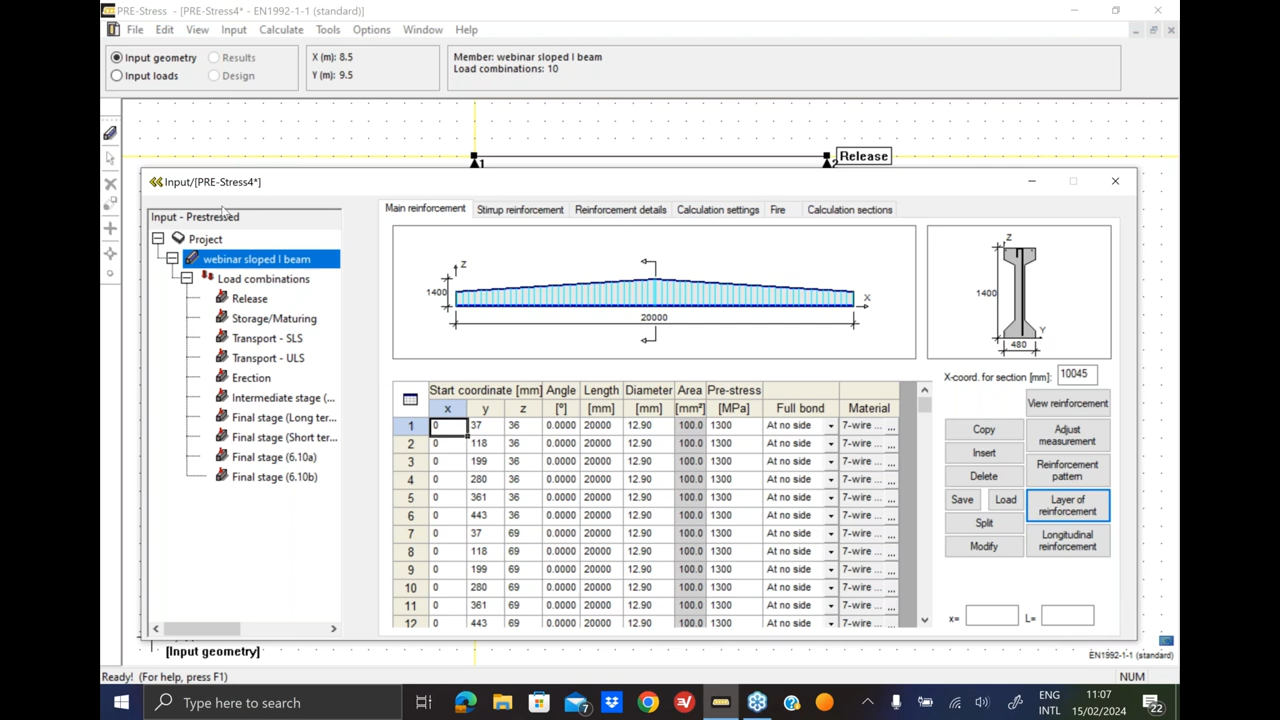 PRE-Stress - [PRE-Stress4* - EN1992-1-1 (standard)]
File Edit View Input Calculate Tools Options Window Help
Input geometry Results
Input loads Design
X (m): 8.5
Y (m): 9.5
Member: webinar sloped I beam
Load combinations: 10
1
2
Release
Input/[PRE-Stress4*]
Input - Prestressed
Project
webinar sloped I beam
Load combinations
Release
Storage/Maturing
Transport - SLS
Transport - ULS
Erection
Intermediate stage (...
Final stage (Long ter...
Final stage (Short ter...
Final stage (6.10a)
Final stage (6.10b)
Main reinforcement Stirrup reinforcement Reinforcement details Calculation settings Fire Calculation sections
Z
1400
X
20000
Z
1400
Y
480
X-coord. for section [mm]: 10045
Start coordinate [mm] Angle Length Diameter Area Pre-stress
x y z [°] [mm] [mm] [mm²] [MPa] Full bond Material
1 0 37 36 0.0000 20000 12.90 100.0 1300 At no side 7-wire ... ...
2 0 118 36 0.0000 20000 12.90 100.0 1300 At no side 7-wire ... ...
3 0 199 36 0.0000 20000 12.90 100.0 1300 At no side 7-wire ... ...
4 0 280 36 0.0000 20000 12.90 100.0 1300 At no side 7-wire ... ...
5 0 361 36 0.0000 20000 12.90 100.0 1300 At no side 7-wire ... ...
6 0 443 36 0.0000 20000 12.90 100.0 1300 At no side 7-wire ... ...
7 0 37 69 0.0000 20000 12.90 100.0 1300 At no side 7-wire ... ...
8 0 118 69 0.0000 20000 12.90 100.0 1300 At no side 7-wire ... ...
9 0 199 69 0.0000 20000 12.90 100.0 1300 At no side 7-wire ... ...
10 0 280 69 0.0000 20000 12.90 100.0 1300 At no side 7-wire ... ...
11 0 361 69 0.0000 20000 12.90 100.0 1300 At no side 7-wire ... ...
12 0 443 69 0.0000 20000 12.90 100.0 1300 At no side 7-wire ... ...
View reinforcement
Copy
Adjust
measurement
Insert
Delete
Reinforcement
pattern
Save Load
Layer of
reinforcement
Split
Modify
Longitudinal
reinforcement
x= L=
[Input geometry]
EN1992-1-1 (standard)
Ready! (For help, press F1)
NUM
Type here to search
7
ENG
INTL
11:07
15/02/2024
22